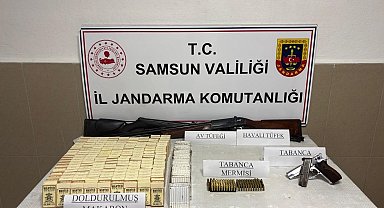 T.C.
SAMSUN VALİLİĞİ
İL JANDARMA KOMUTANLIĞI
AV TÜFEĞİ
HAVALI TÜFEK
TABANCA
TABANCA
MERMİSİ
DOLDURULMUŞ
MAKARON